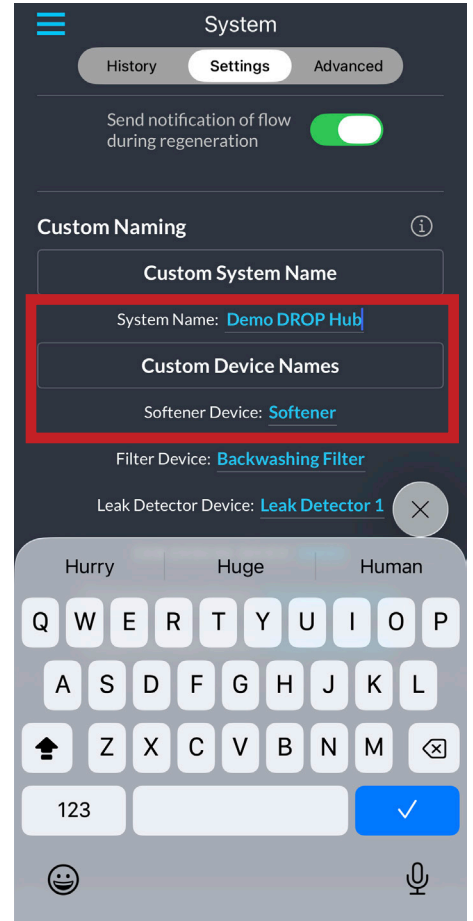 System
History Settings Advanced
Send notification of flow
during regeneration
Custom Naming
Custom System Name
System Name: Demo DROP Hub
Custom Device Names
Softener Device: Softener
Filter Device: Backwashing Filter
Leak Detector Device: Leak Detector 1
Hurry Huge Human
Q W E R T Y U I O P
A S D F G H J K L
Z X C V B N M
123